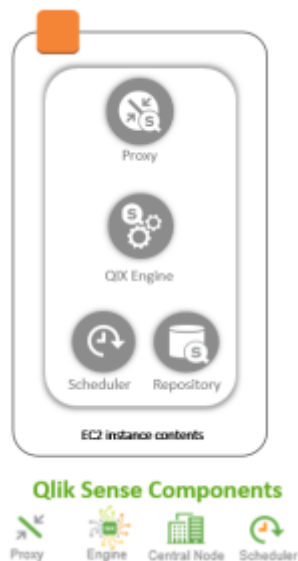 Proxy
QIX Engine
Scheduler Repository
EC2 instance contents
Qlik Sense Components
Proxy Engine Central Node Scheduler